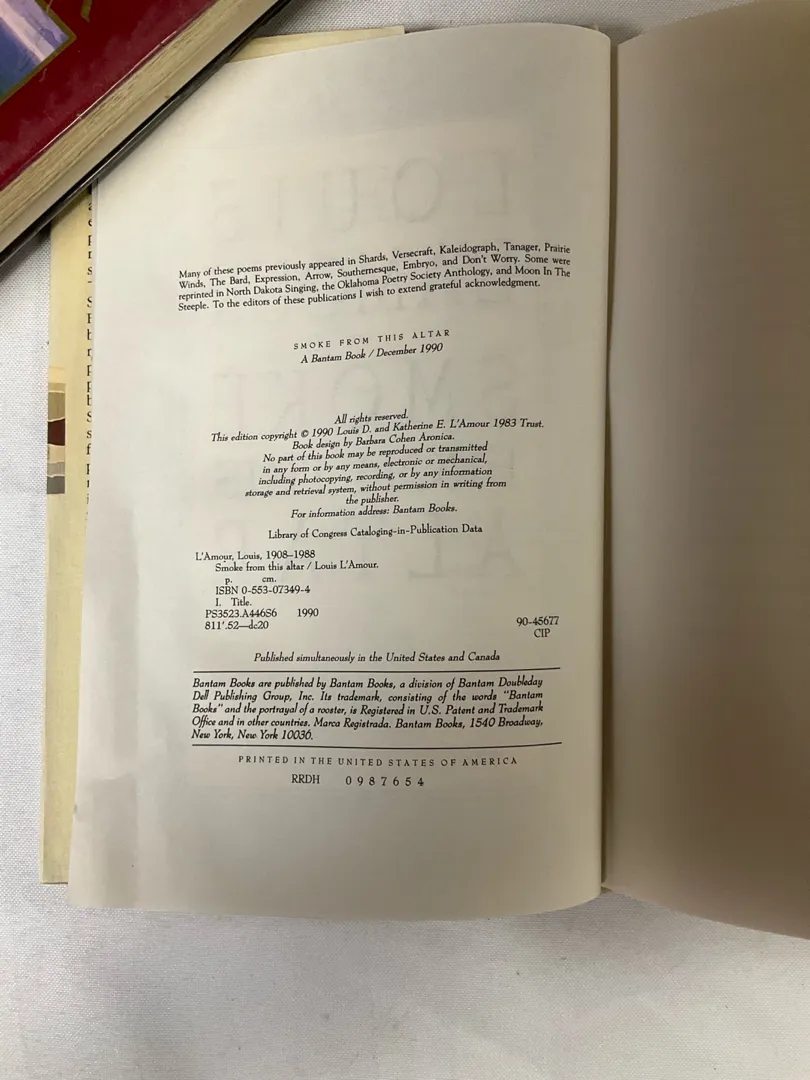 Many of these poems previously appeared in Shards, Versecraft, Kaleidograph, Tanager, Prairie
Winds, The Bard, Expression, Arrow, Southernesque, Embryo, and Don't Worry. Some were
reprinted in North Dakota Singing, the Oklahoma Poetry Society Anthology, and Moon In The
Steeple. To the editors of these publications I wish to extend grateful acknowledgment.
SMOKE FROM THIS ALTAR
A Bantam Book / December 1990
All rights reserved.
This edition copyright © 1990 Louis D. and Katherine E. L'Amour 1983 Trust.
Book design by Barbara Cohen Aronica.
No part of this book may be reproduced or transmitted
in any form or by any means, electronic or mechanical,
including photocopying, recording, or by any information
storage and retrieval system, without permission in writing from
the publisher.
For information address: Bantam Books.
Library of Congress Cataloging-in-Publication Data
L'Amour, Louis, 1908–1988
Smoke from this altar / Louis L'Amour.
p. cm.
ISBN 0-553-07349-4
I. Title.
PS3523.A446S6 1990
811'.52—dc20 90-45677
CIP
Published simultaneously in the United States and Canada
Bantam Books are published by Bantam Books, a division of Bantam Doubleday
Dell Publishing Group, Inc. Its trademark, consisting of the words "Bantam
Books" and the portrayal of a rooster, is Registered in U.S. Patent and Trademark
Office and in other countries. Marca Registrada. Bantam Books, 1540 Broadway,
New York, New York 10036.
PRINTED IN THE UNITED STATES OF AMERICA
RRDH 0 9 8 7 6 5 4